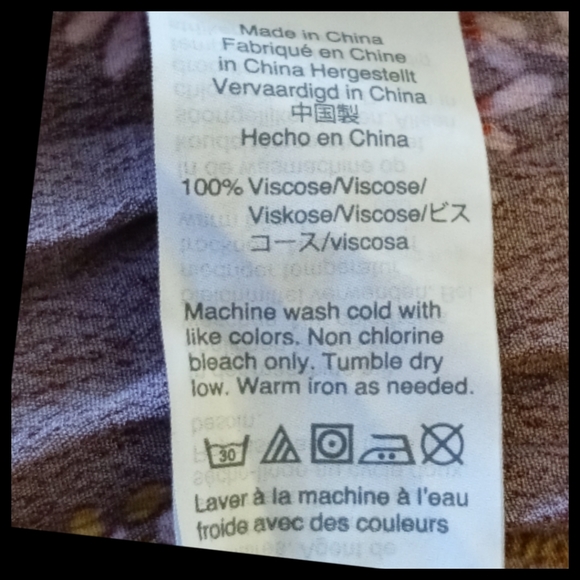 Made in China
Fabriqué en Chine
in China Hergestellt
Vervaardigd in China
中国製
Hecho en China
100% Viscose/Viscose/
Viskose/Viscose/ビス
コース/viscosa
Machine wash cold with
like colors. Non chlorine
bleach only. Tumble dry
low. Warm iron as needed.
30
Laver à la machine à l'eau
froide avec des couleurs